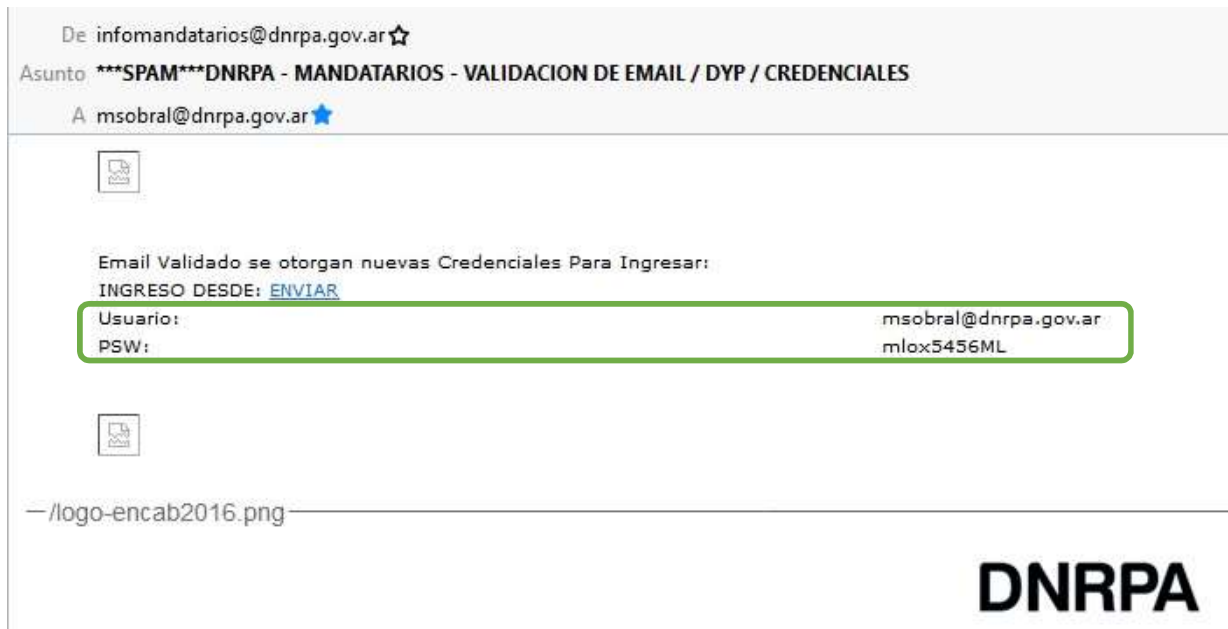 De infomandatarios@dnrpa.gov.ar
Asunto ***SPAM***DNRPA - MANDATARIOS - VALIDACION DE EMAIL / DYP / CREDENCIALES
A msobral@dnrpa.gov.ar
Email Validado se otorgan nuevas Credenciales Para Ingresar:
INGRESO DESDE: ENVIAR
Usuario: msobral@dnrpa.gov.ar
PSW: mlox5456ML
/logo-encab2016.png
DNRPA